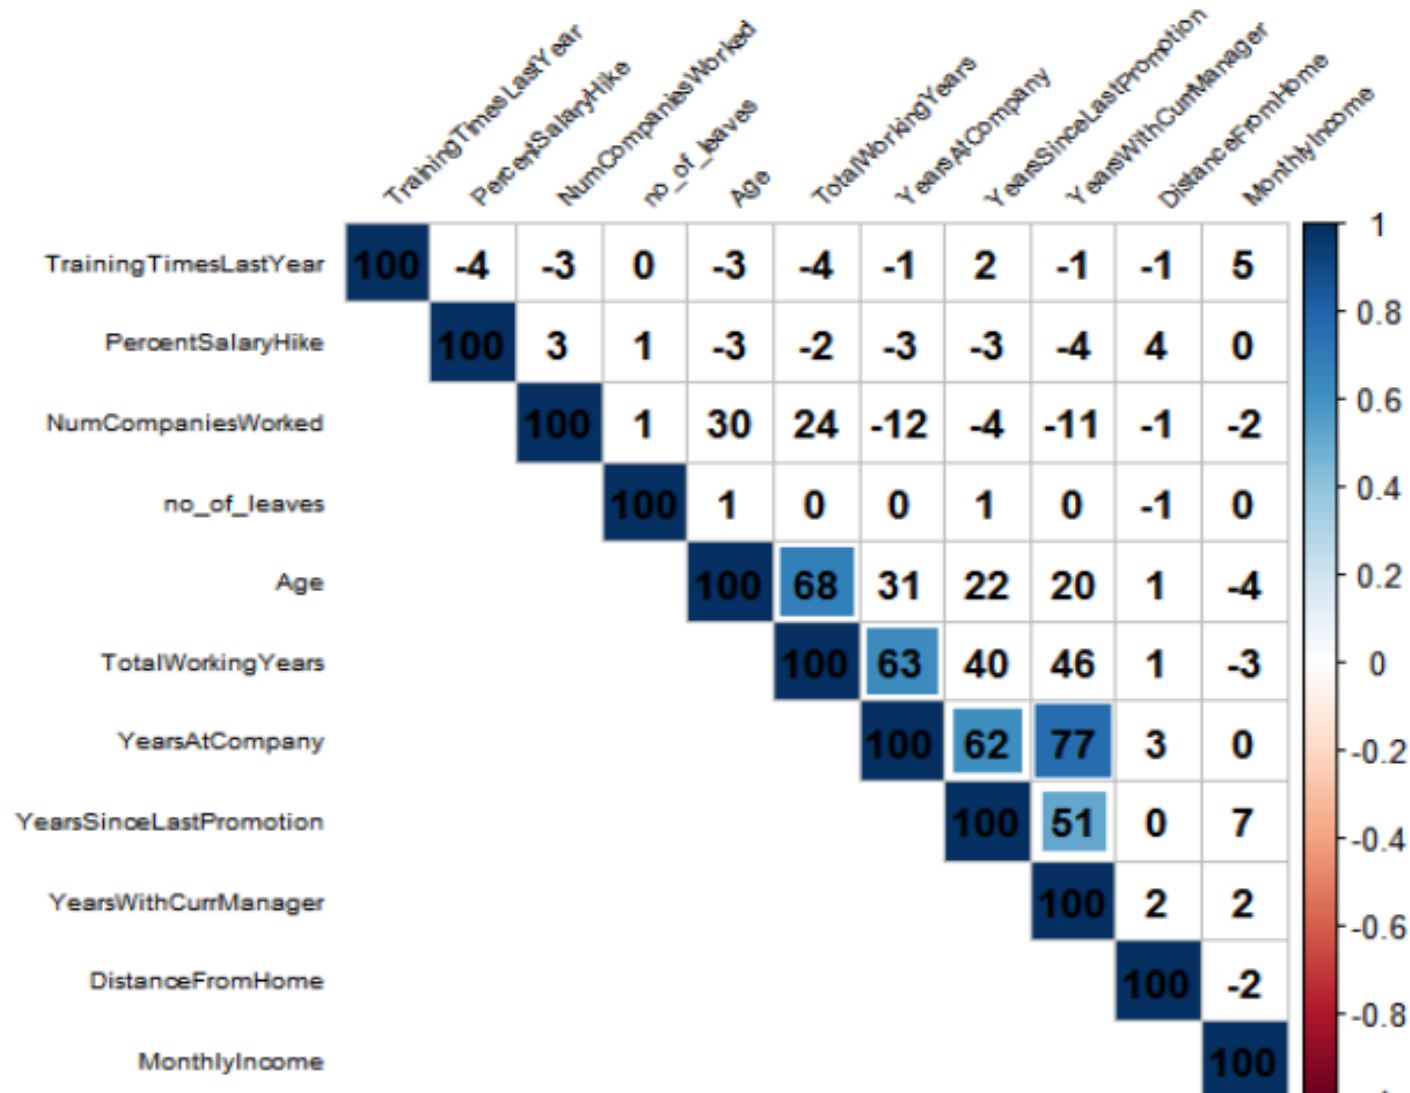 TrainingTimesLastYear
PercentSalaryHike
NumCompaniesWorked
no_of_leaves
Age
TotalWorkingYears
YearsAtCompany
YearsSinceLastPromotion
YearsWithCurrManager
DistanceFromHome
MonthlyIncome
TrainingTimesLastYear 100 -4 -3 0 -3 -4 -1 2 -1 -1 5
PercentSalaryHike 100 3 1 -3 -2 -3 -3 -4 4 0
NumCompaniesWorked 100 1 30 24 -12 -4 -11 -1 -2
no_of_leaves 100 1 0 0 1 0 -1 0
Age 100 68 31 22 20 1 -4
TotalWorkingYears 100 63 40 46 1 -3
YearsAtCompany 100 62 77 3 0
YearsSinceLastPromotion 100 51 0 7
YearsWithCurrManager 100 2 2
DistanceFromHome 100 -2
MonthlyIncome 100
1
0.8
0.6
0.4
0.2
0
-0.2
-0.4
-0.6
-0.8